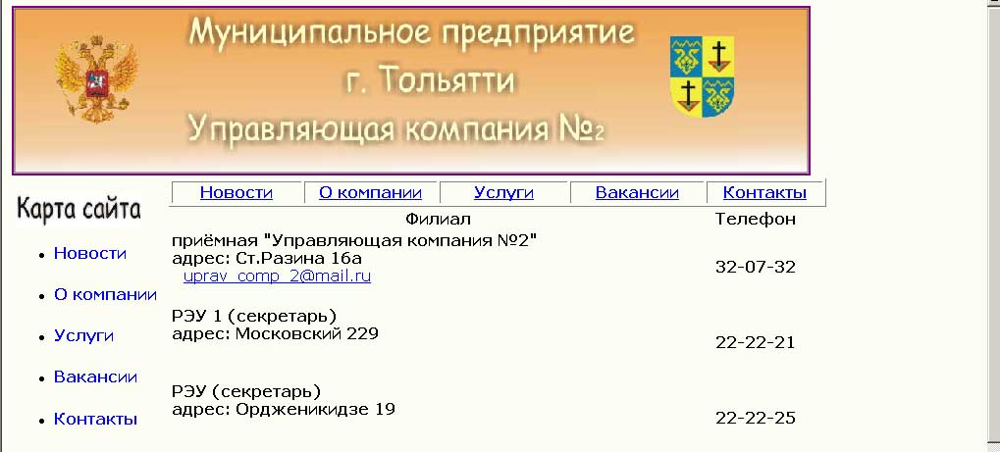 Муниципальное предприятие
г. Тольятти
Управляющая компания №2
Карта сайта
Новости О компании Услуги Вакансии Контакты
Филиал Телефон
приёмная "Управляющая компания №2"
адрес: Ст.Разина 16а
32-07-32
uprav_comp_2@mail.ru
РЭУ 1 (секретарь)
адрес: Московский 229
22-22-21
РЭУ (секретарь)
адрес: Ордженикидзе 19
22-22-25
Новости
О компании
Услуги
Вакансии
Контакты